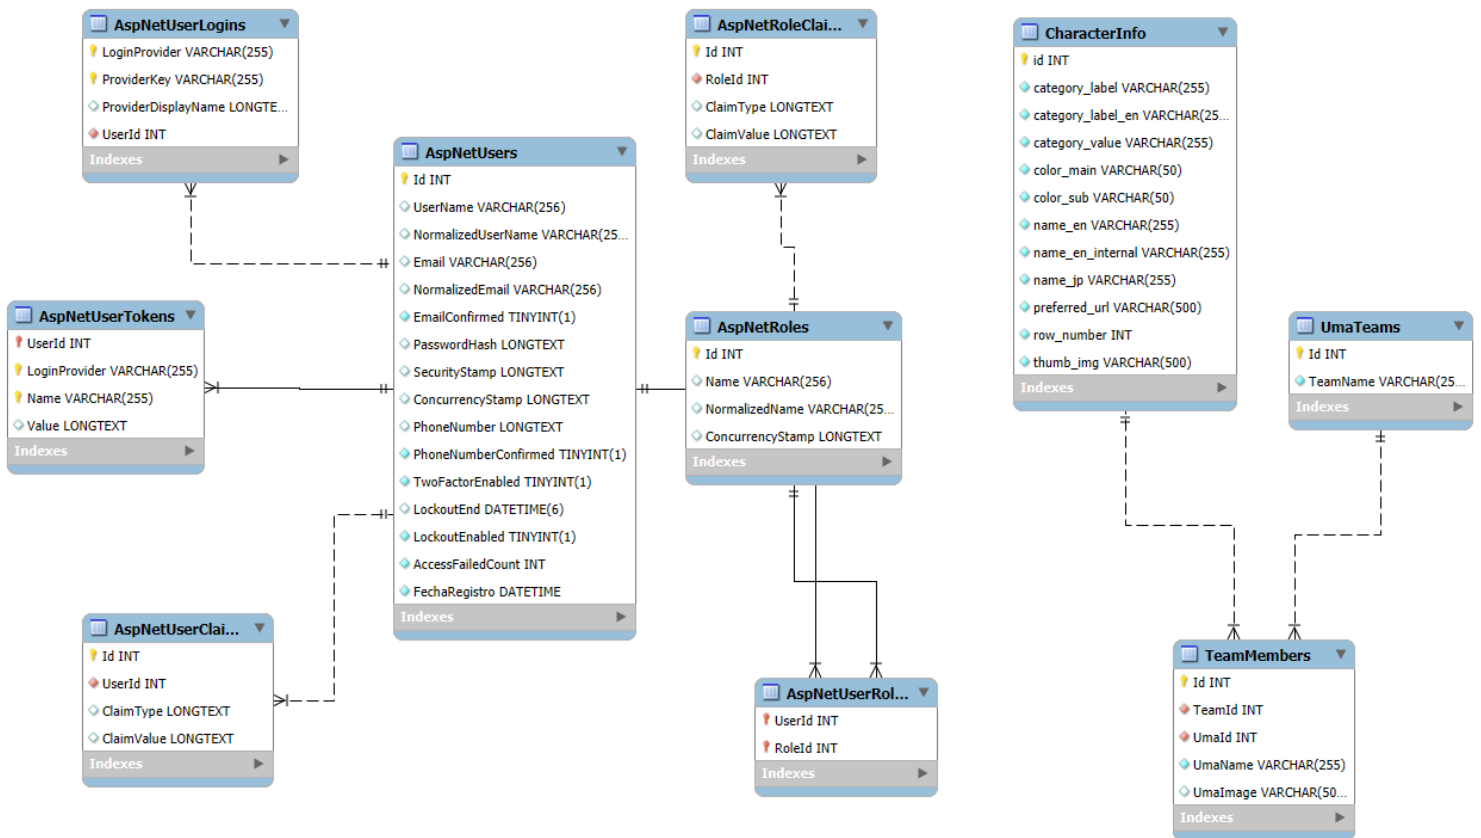 AspNetUserLogins
LoginProvider VARCHAR(255)
ProviderKey VARCHAR(255)
ProviderDisplayName LONGTE...
UserId INT
Indexes
AspNetUserTokens
UserId INT
LoginProvider VARCHAR(255)
Name VARCHAR(255)
Value LONGTEXT
Indexes
AspNetUserClai...
Id INT
UserId INT
ClaimType LONGTEXT
ClaimValue LONGTEXT
Indexes
AspNetUsers
Id INT
UserName VARCHAR(256)
NormalizedUserName VARCHAR(25...
Email VARCHAR(256)
NormalizedEmail VARCHAR(256)
EmailConfirmed TINYINT(1)
PasswordHash LONGTEXT
SecurityStamp LONGTEXT
ConcurrencyStamp LONGTEXT
PhoneNumber LONGTEXT
PhoneNumberConfirmed TINYINT(1)
TwoFactorEnabled TINYINT(1)
LockoutEnd DATETIME(6)
LockoutEnabled TINYINT(1)
AccessFailedCount INT
FechaRegistro DATETIME
Indexes
AspNetRoleClai...
Id INT
RoleId INT
ClaimType LONGTEXT
ClaimValue LONGTEXT
Indexes
AspNetRoles
Id INT
Name VARCHAR(256)
NormalizedName VARCHAR(25...
ConcurrencyStamp LONGTEXT
Indexes
AspNetUserRol...
UserId INT
RoleId INT
Indexes
CharacterInfo
id INT
category_label VARCHAR(255)
category_label_en VARCHAR(25...
category_value VARCHAR(255)
color_main VARCHAR(50)
color_sub VARCHAR(50)
name_en VARCHAR(255)
name_en_internal VARCHAR(255)
name_jp VARCHAR(255)
preferred_url VARCHAR(500)
row_number INT
thumb_img VARCHAR(500)
Indexes
UmaTeams
Id INT
TeamName VARCHAR(25...
Indexes
TeamMembers
Id INT
TeamId INT
UmaId INT
UmaName VARCHAR(255)
UmaImage VARCHAR(50...
Indexes